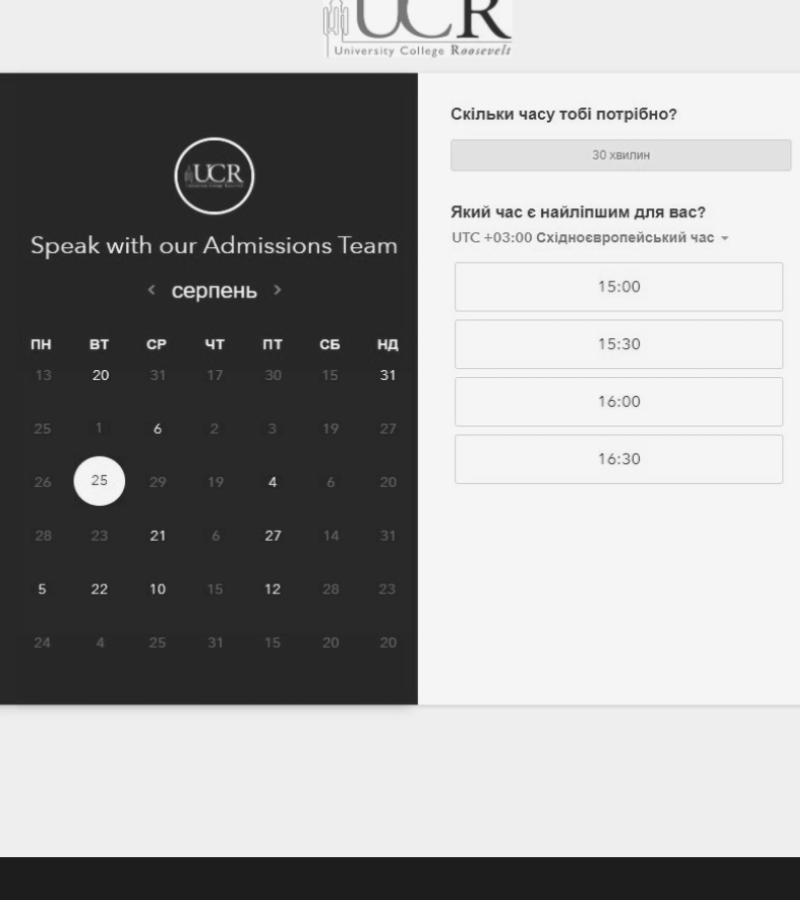 UCR
University College Roosevelt
UCR
Speak with our Admissions Team
< серпень >
ПН ВТ СР ЧТ ПТ СБ НД
13 20 31 17 30 15 31
25 1 6 2 3 19 27
26 25 29 19 4 6 20
28 23 21 6 27 14 31
5 22 10 15 12 28 23
24 4 25 31 15 20 20
Скільки часу тобі потрібно?
30 хвилин
Який час є найліпшим для вас?
UTC +03:00 Східноєвропейський час
15:00
15:30
16:00
16:30